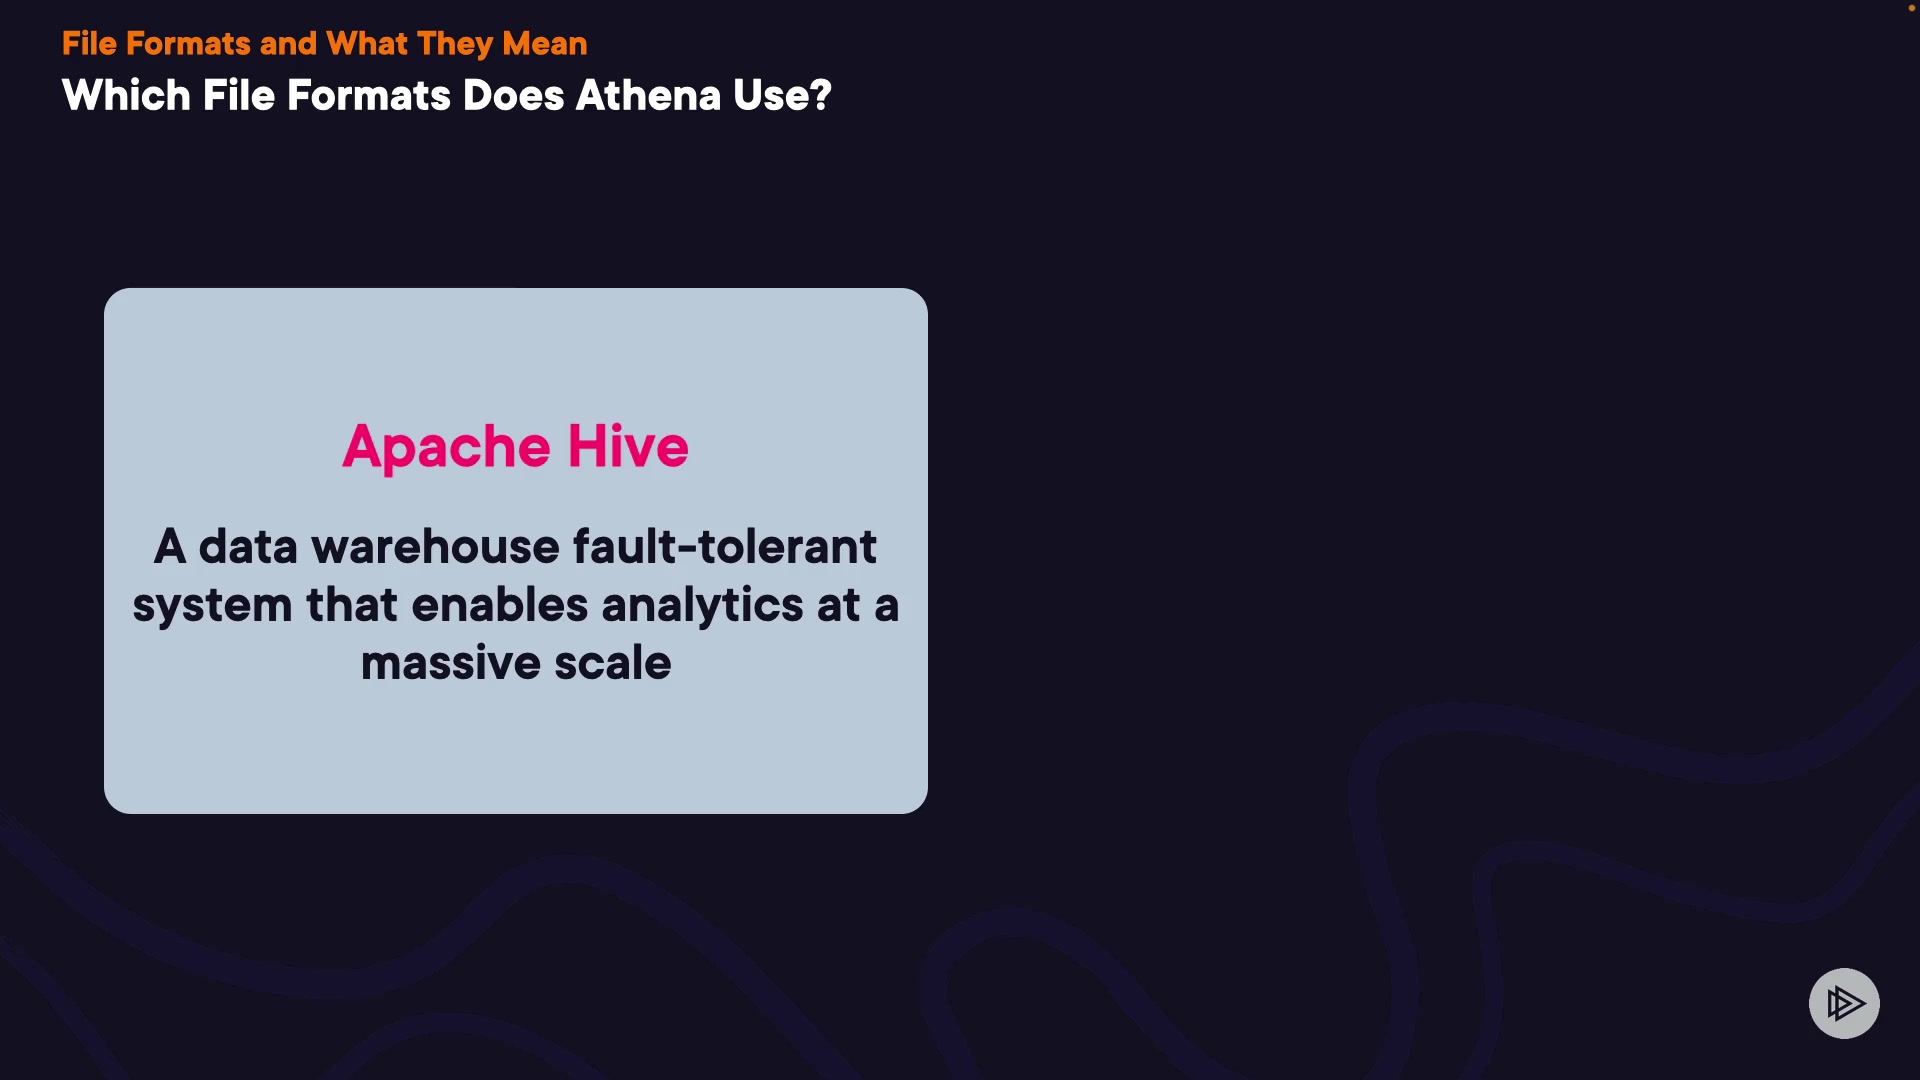 File Formats and What They Mean
Which File Formats Does Athena Use?
Apache Hive
A data warehouse fault-tolerant
system that enables analytics at a
massive scale